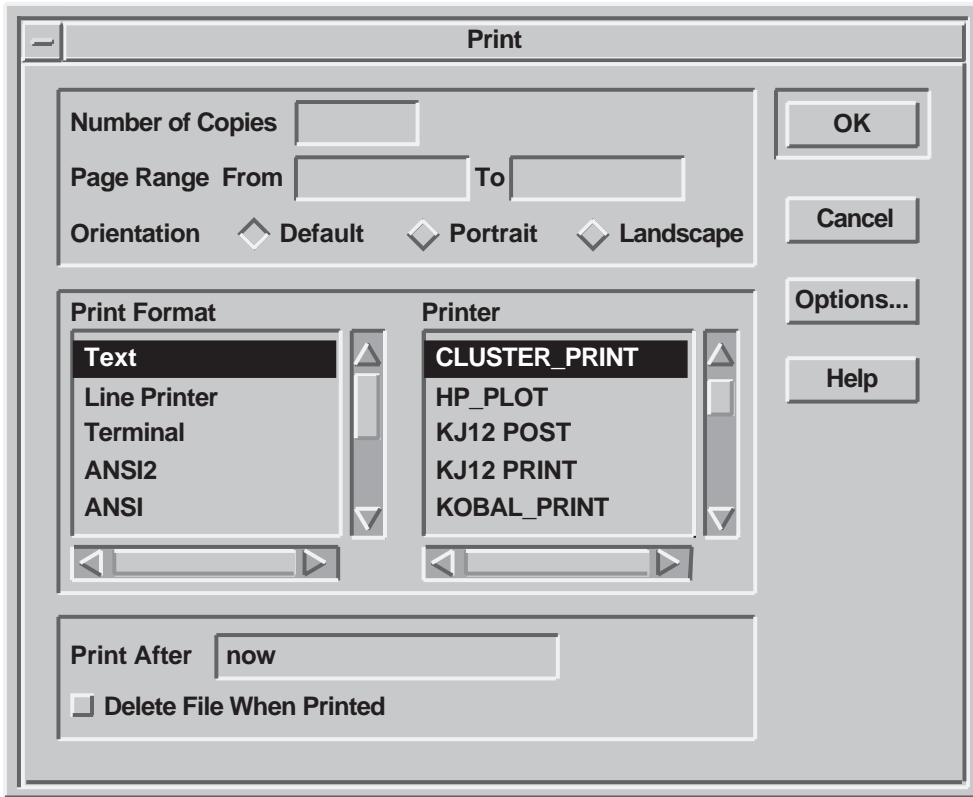 Print
Number of Copies
OK
Page Range From To
Orientation Default Portrait Landscape
Cancel
Options...
Print Format
Text
Line Printer
Terminal
ANSI2
ANSI
Printer
CLUSTER_PRINT
HP_PLOT
KJ12 POST
KJ12 PRINT
KOBAL_PRINT
Help
Print After now
Delete File When Printed